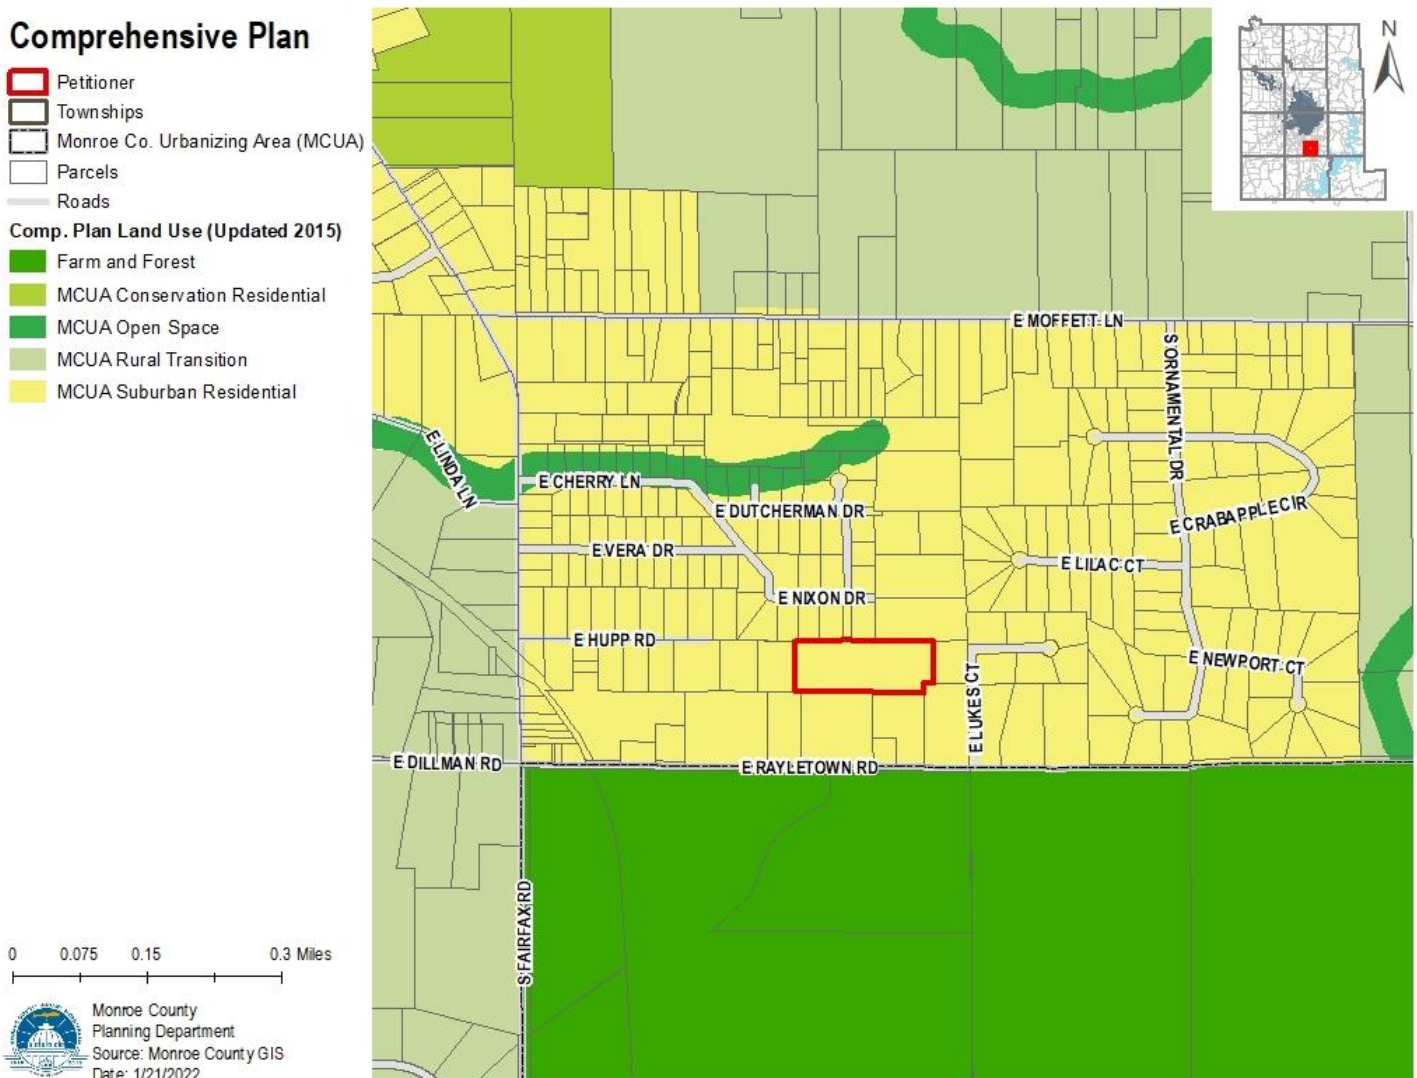 Comprehensive Plan
Petitioner
Townships
Monroe Co. Urbanizing Area (MCUA)
Parcels
Roads
Comp. Plan Land Use (Updated 2015)
Farm and Forest
MCUA Conservation Residential
MCUA Open Space
MCUA Rural Transition
MCUA Suburban Residential
0 0.075 0.15 0.3 Miles
Monroe County
Planning Department
Source: Monroe County GIS
Date: 1/21/2022
N
E MOFFETT LN
S ORNAMENTAL DR
E LINDA LN
E CHERRY LN
E DUTCHERMAN DR
E CRABAPPLE CIR
E VERA DR
E LILAC CT
E NIXON DR
E HUPP RD
E NEWPORT CT
E LUKES CT
E DILLMAN RD
E RAYLETOWN RD
S FAIRFAX RD